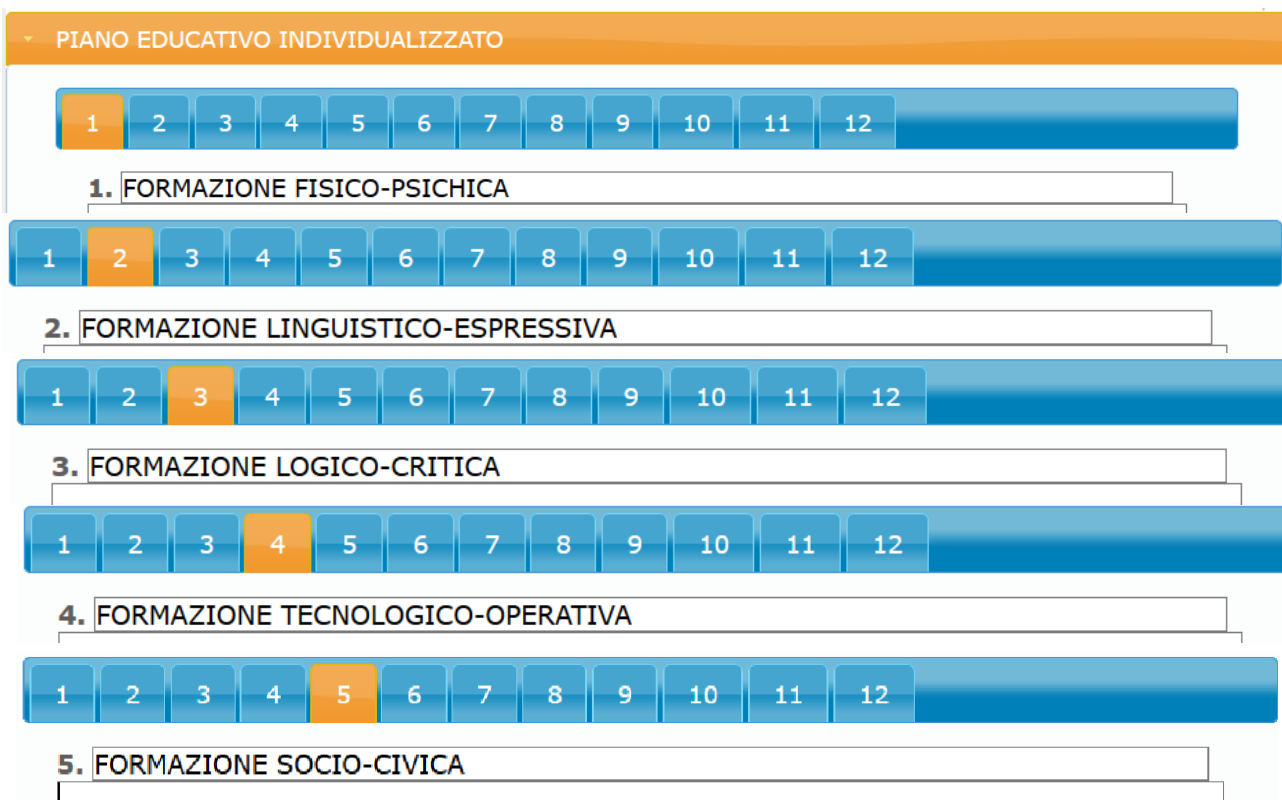 PIANO EDUCATIVO INDIVIDUALIZZATO
1 2 3 4 5 6 7 8 9 10 11 12
1. FORMAZIONE FISICO-PSICHICA
1 2 3 4 5 6 7 8 9 10 11 12
2. FORMAZIONE LINGUISTICO-ESPRESSIVA
1 2 3 4 5 6 7 8 9 10 11 12
3. FORMAZIONE LOGICO-CRITICA
1 2 3 4 5 6 7 8 9 10 11 12
4. FORMAZIONE TECNOLOGICO-OPERATIVA
1 2 3 4 5 6 7 8 9 10 11 12
5. FORMAZIONE SOCIO-CIVICA